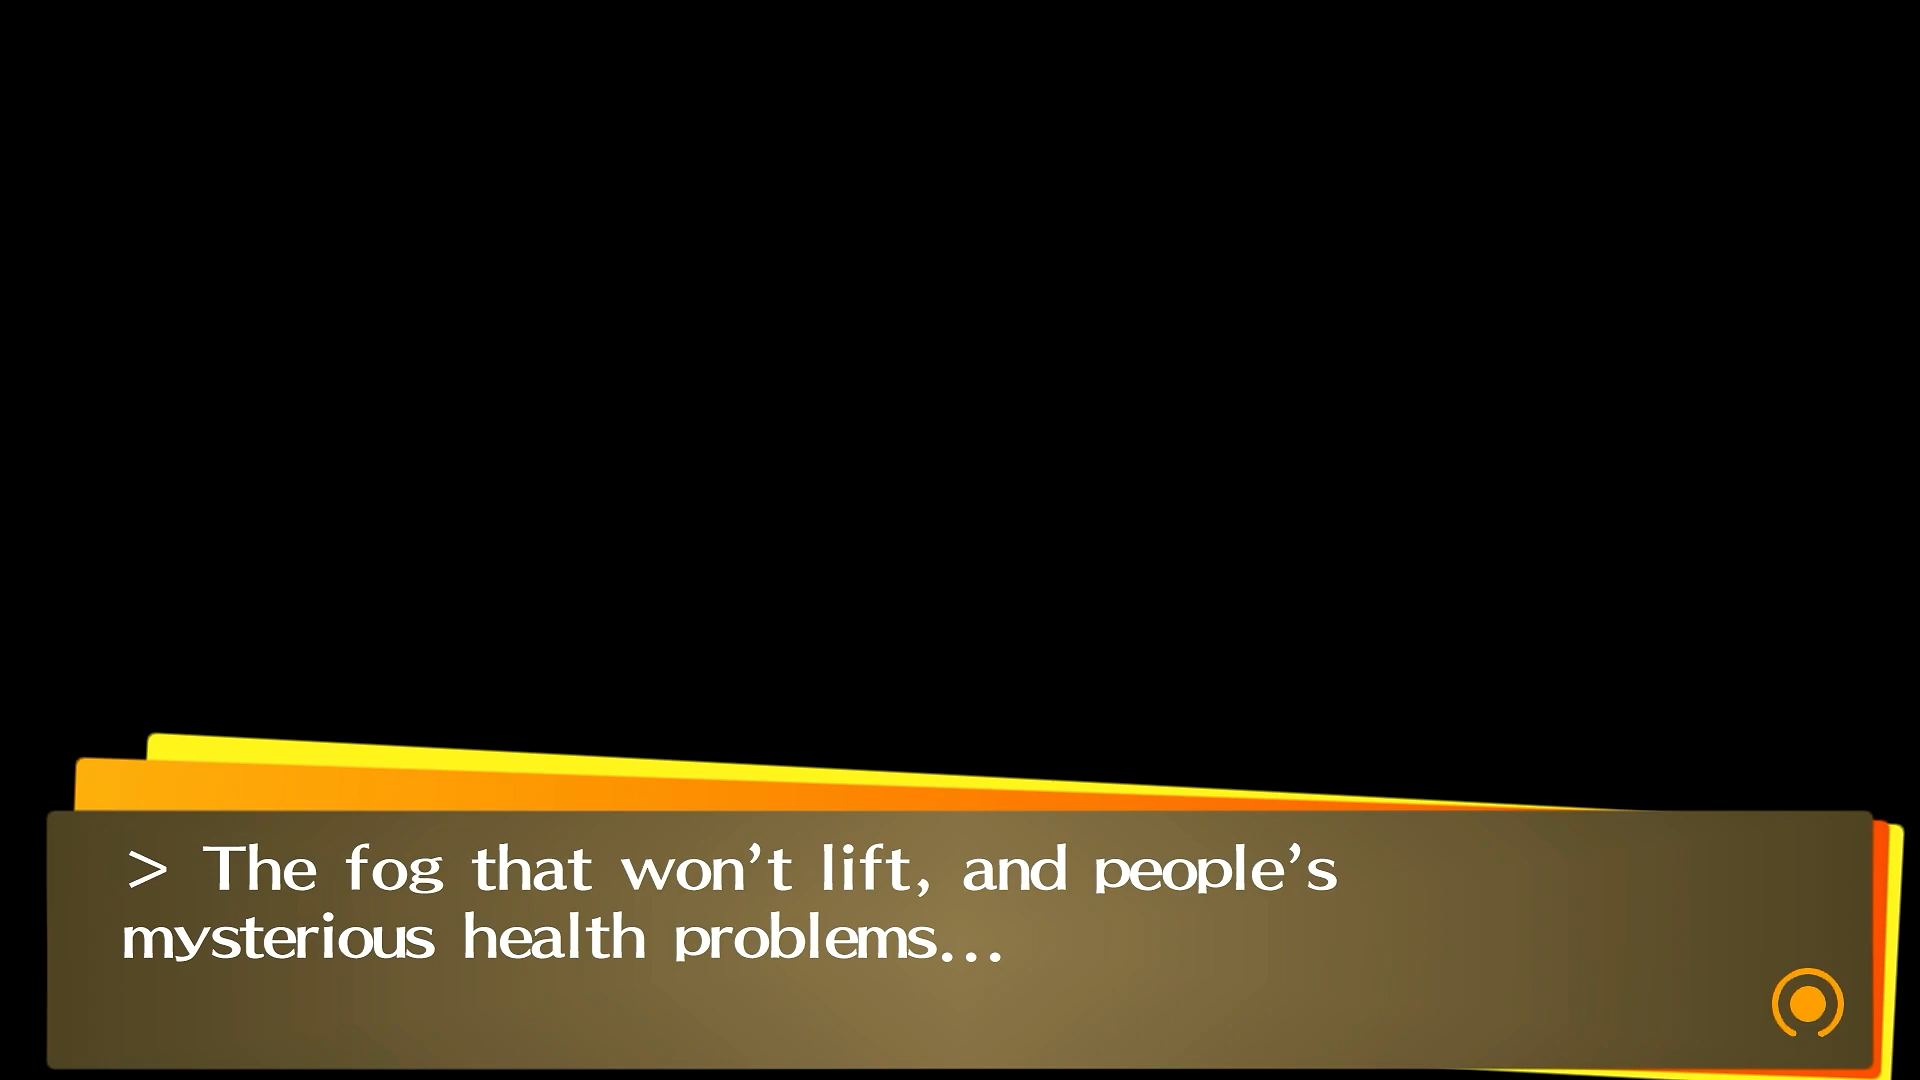 > The fog that won’t lift, and people’s
mysterious health problems...